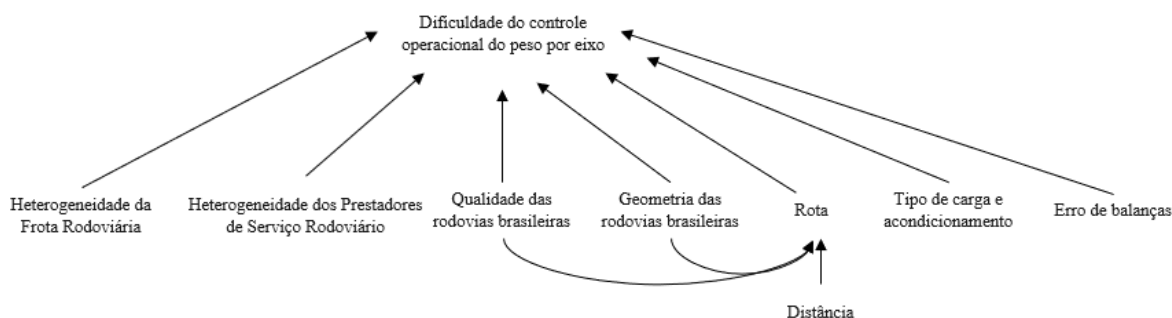 Dificuldade do controle
operacional do peso por eixo
Heterogeneidade da
Frota Rodoviária
Heterogeneidade dos Prestadores
de Serviço Rodoviário
Qualidade das
rodovias brasileiras
Geometria das
rodovias brasileiras
Rota
Tipo de carga e
acondicionamento
Erro de balanças
Distância